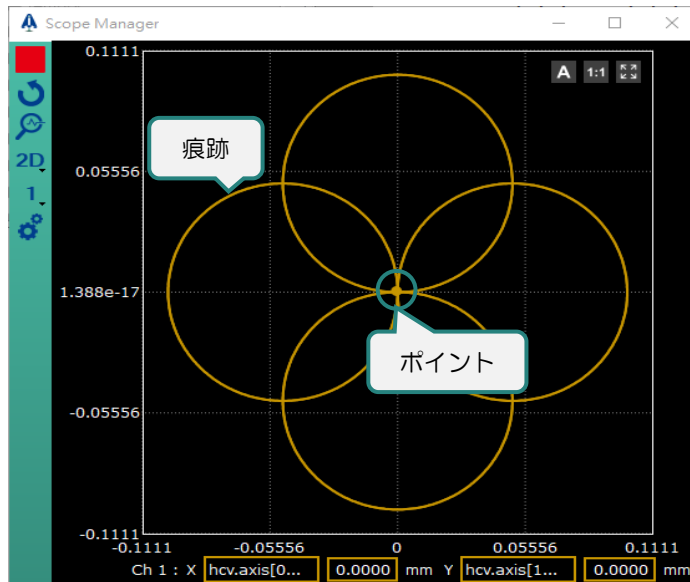 Scope Manager
0.1111
A
1:1
痕跡
2D
0.05556
1
1.388e-17
ポイント
-0.05556
-0.1111
-0.1111 -0.05556 0 0.05556 0.1111
Ch 1 : X hcv.axis[0... 0.0000 mm Y hcv.axis[1... 0.0000 mm